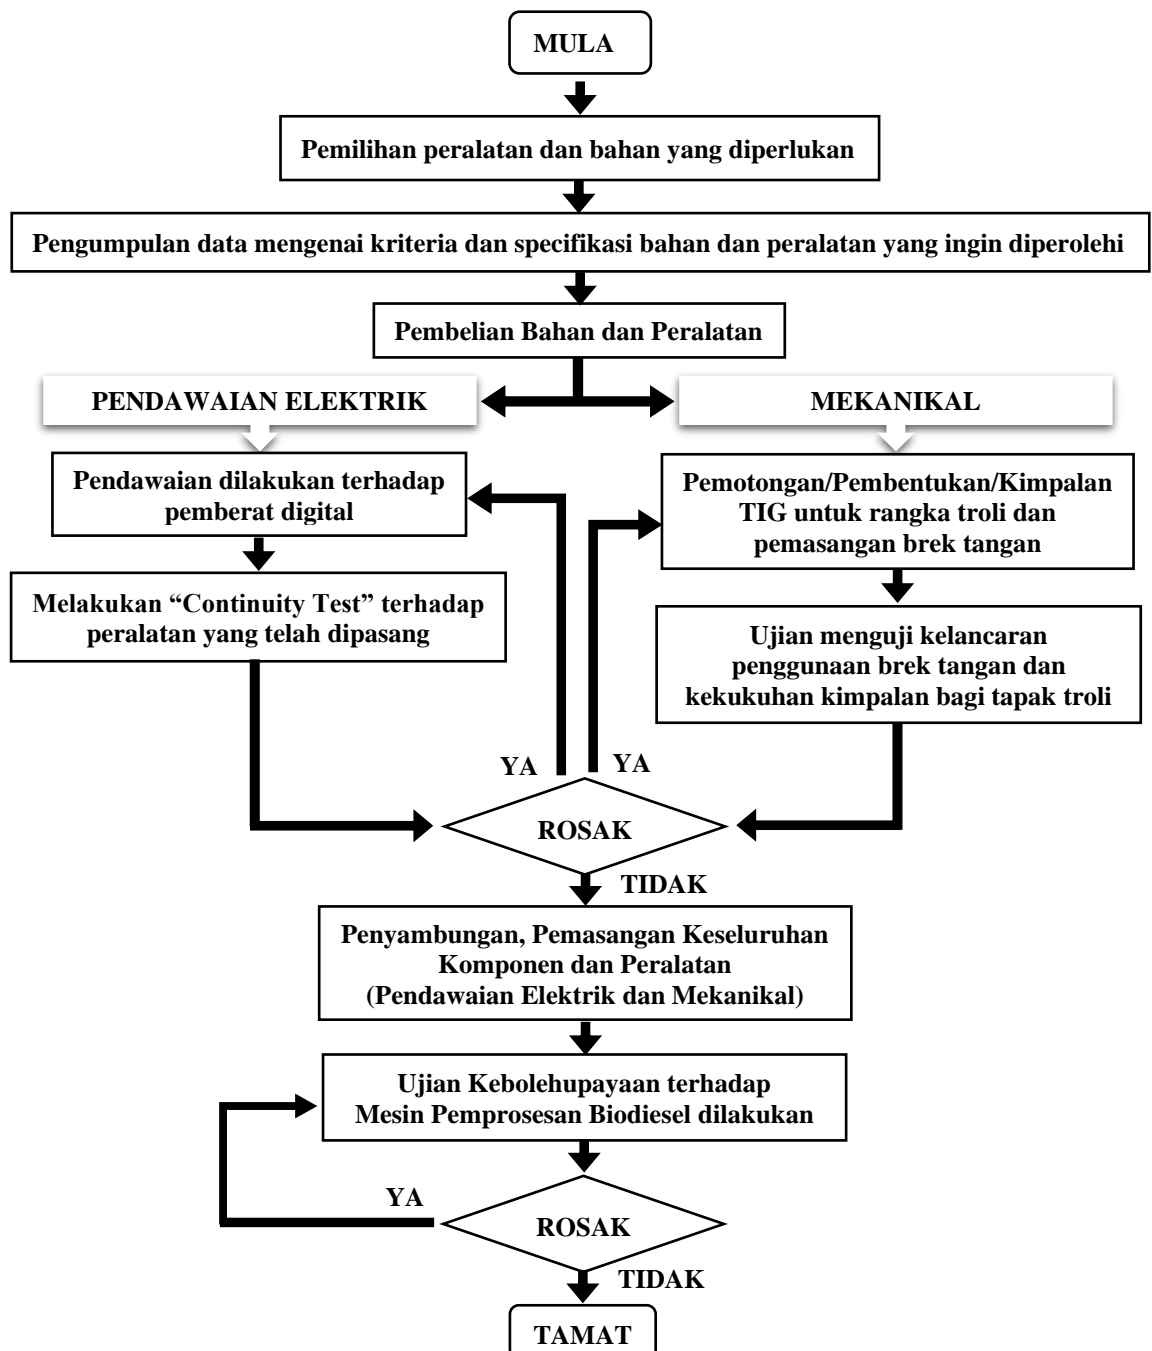 MULA
Pemilihan peralatan dan bahan yang diperlukan
Pengumpulan data mengenai kriteria dan specifikasi bahan dan peralatan yang ingin diperolehi
Pembelian Bahan dan Peralatan
PENDAWAIAN ELEKTRIK
MEKANIKAL
Pendawaian dilakukan terhadap
pemberat digital
Melakukan “Continuity Test” terhadap
peralatan yang telah dipasang
Pemotongan/Pembentukan/Kimpalan
TIG untuk rangka troli dan
pemasangan brek tangan
Ujian menguji kelancaran
penggunaan brek tangan dan
kekukuhan kimpalan bagi tapak troli
YA
YA
ROSAK
TIDAK
Penyambungan, Pemasangan Keseluruhan
Komponen dan Peralatan
(Pendawaian Elektrik dan Mekanikal)
Ujian Kebolehupayaan terhadap
Mesin Pemprosesan Biodiesel dilakukan
YA
ROSAK
TIDAK
TAMAT